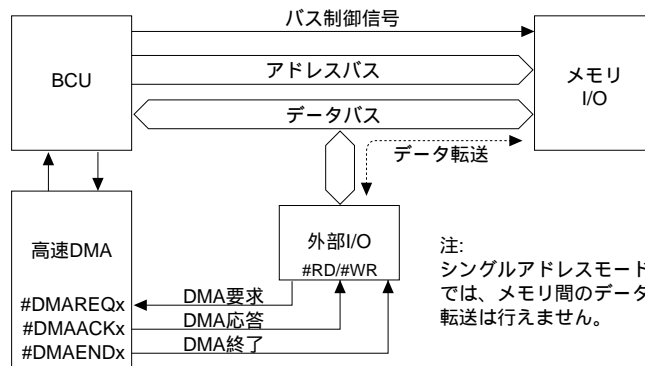 バス制御信号
BCU
アドレスバス
メモリ
I/O
データバス
データ転送
高速DMA
外部I/O
#RD/#WR
注:
シングルアドレスモード
では、メモリ間のデータ
転送は行えません。
#DMAREQx
DMA要求
#DMAACKx
DMA応答
#DMAENDx
DMA終了